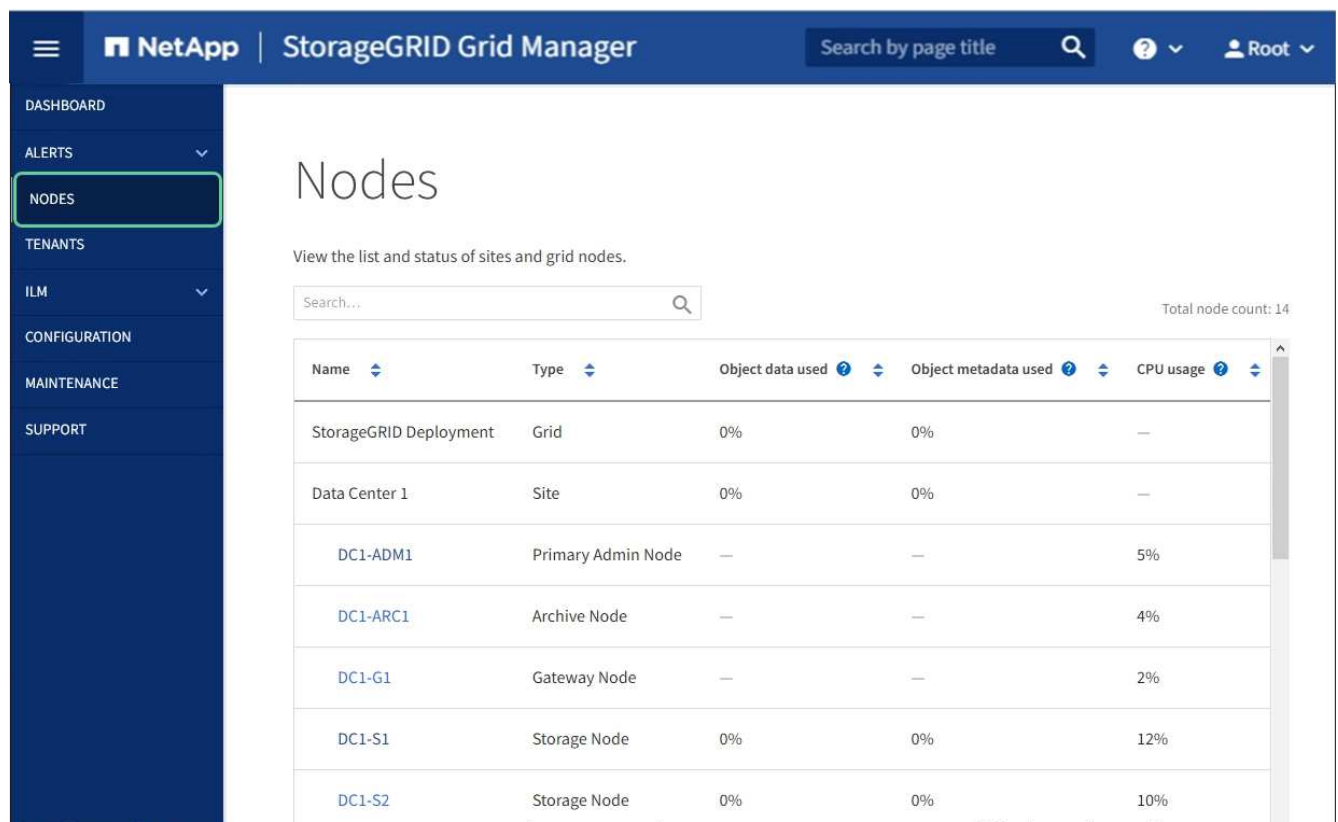 NetApp | StorageGRID Grid Manager Search by page title Root
DASHBOARD
ALERTS
NODES
TENANTS
ILM
CONFIGURATION
MAINTENANCE
SUPPORT
Nodes
View the list and status of sites and grid nodes.
Search...
Total node count: 14
Name Type Object data used Object metadata used CPU usage
StorageGRID Deployment Grid 0% 0% —
Data Center 1 Site 0% 0% —
DC1-ADM1 Primary Admin Node — — 5%
DC1-ARC1 Archive Node — — 4%
DC1-G1 Gateway Node — — 2%
DC1-S1 Storage Node 0% 0% 12%
DC1-S2 Storage Node 0% 0% 10%